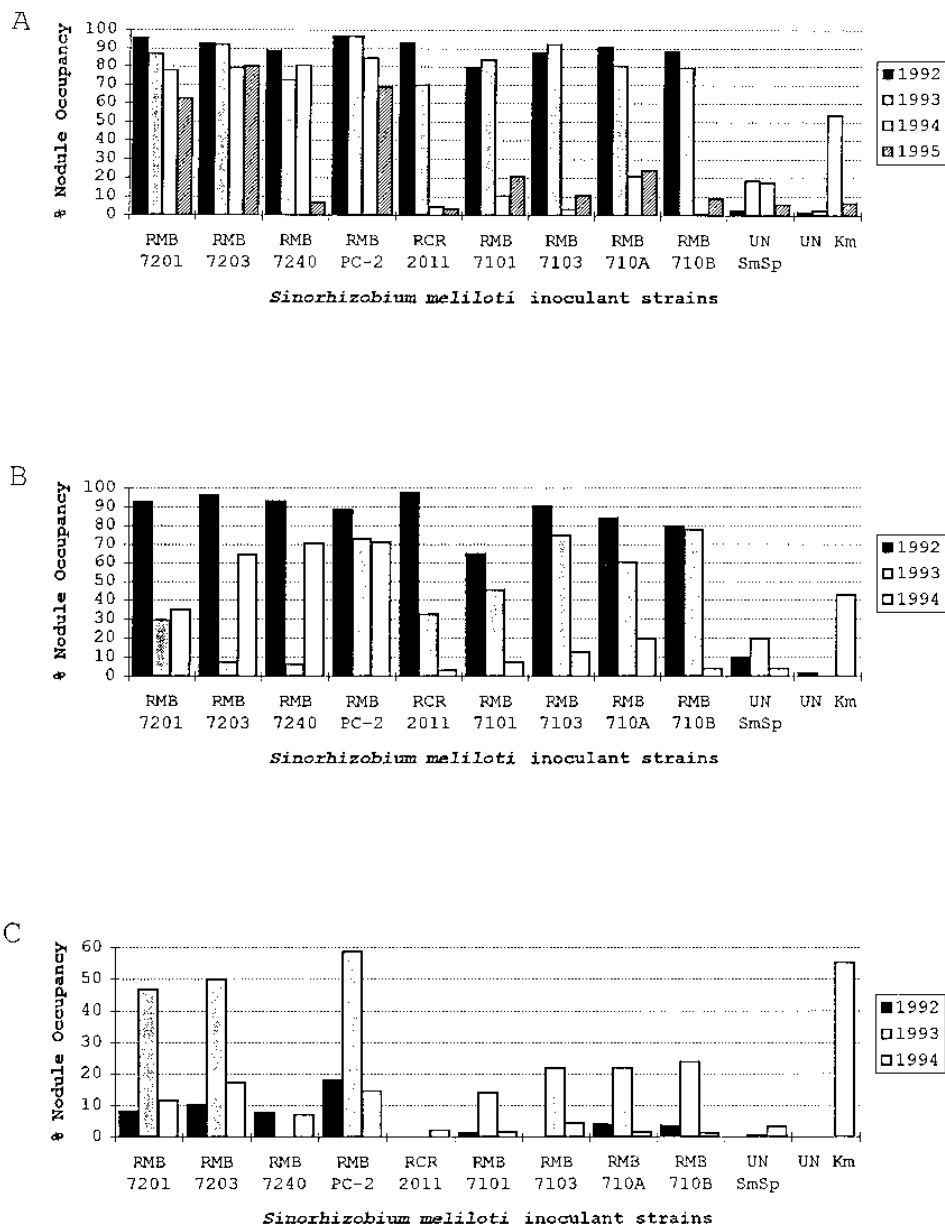 A
% Nodule Occupancy
100
90
80
70
60
50
40
30
20
10
0
RMB RMB RMB RMB RCR RMB RMB RMB RMB UN UN Km
7201 7203 7240 PC-2 2011 7101 7103 710A 710B SmSp
Sinorhizobium meliloti inoculant strains
1992
1993
1994
1995
B
% Nodule Occupancy
100
90
80
70
60
50
40
30
20
10
0
RMB RMB RMB RMB RCR RMB RMB RMB RMB UN UN Km
7201 7203 7240 PC-2 2011 7101 7103 710A 710B SmSp
Sinorhizobium meliloti inoculant strains
1992
1993
1994
C
% Nodule Occupancy
60
50
40
30
20
10
0
RMB RMB RMB RMB RCR RMB RMB RMB RMB UN UN Km
7201 7203 7240 PC-2 2011 7101 7103 710A 710B SmSp
Sinorhizobium meliloti inoculant strains
1992
1993
1994